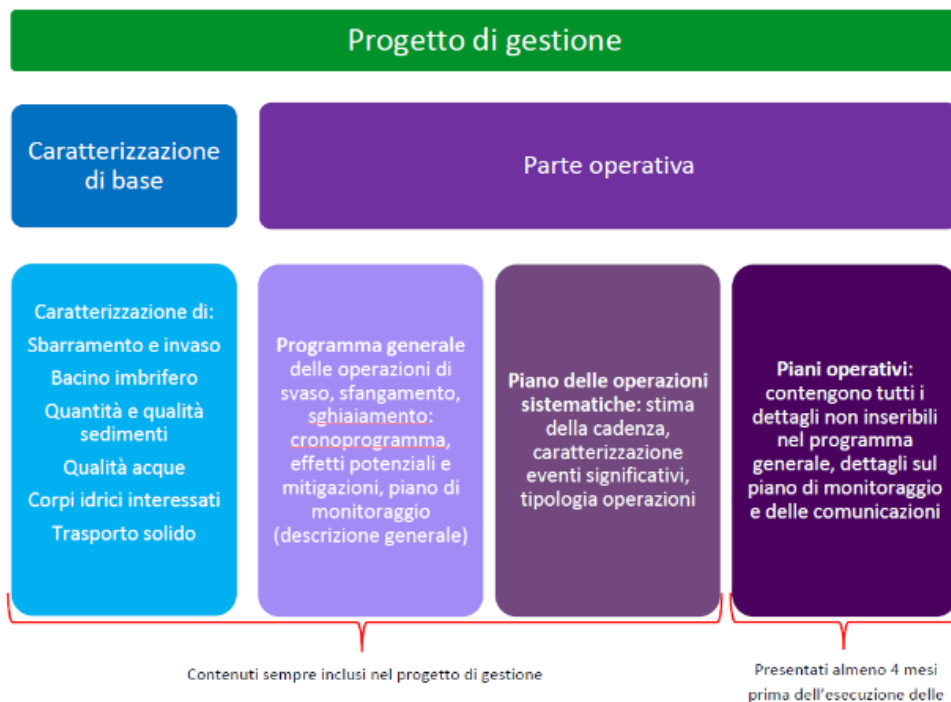 Progetto di gestione
Caratterizzazione
di base
Parte operativa
Caratterizzazione di:
Sbarramento e invaso
Bacino imbrifero
Quantità e qualità
sedimenti
Qualità acque
Corpi idrici interessati
Trasporto solido
Programma generale
delle operazioni di
svaso, sfangamento,
sghiaiamento:
cronoprogramma,
effetti potenziali e
mitigazioni, piano di
monitoraggio
(descrizione generale)
Piano delle operazioni
sistematiche: stima
della cadenza,
caratterizzazione
eventi significativi,
tipologia operazioni
Piani operativi:
contengono tutti i
dettagli non inseribili
nel programma
generale, dettagli sul
piano di monitoraggio
e delle comunicazioni
Contenuti sempre inclusi nel progetto di gestione
Presentati almeno 4 mesi
prima dell'esecuzione delle